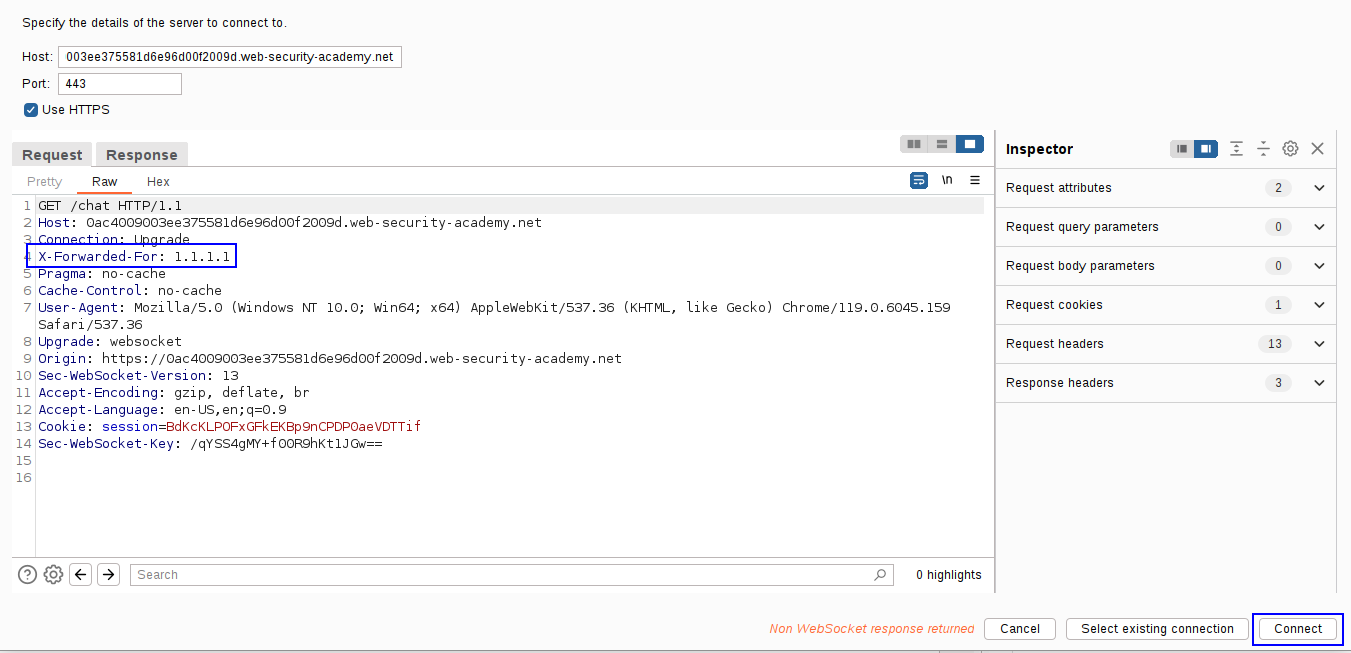 Specify the details of the server to connect to.
Host: 003ee375581d6e96d00f2009d.web-security-academy.net
Port: 443
Use HTTPS
Request Response
Pretty Raw Hex
\n
1 GET /chat HTTP/1.1
2 Host: 0ac4009003ee375581d6e96d00f2009d.web-security-academy.net
3 Connection: Upgrade
4 X-Forwarded-For: 1.1.1.1
5 Pragma: no-cache
6 Cache-Control: no-cache
7 User-Agent: Mozilla/5.0 (Windows NT 10.0; Win64; x64) AppleWebKit/537.36 (KHTML, like Gecko) Chrome/119.0.6045.159
Safari/537.36
8 Upgrade: websocket
9 Origin: https://0ac4009003ee375581d6e96d00f2009d.web-security-academy.net
10 Sec-WebSocket-Version: 13
11 Accept-Encoding: gzip, deflate, br
12 Accept-Language: en-US,en;q=0.9
13 Cookie: session=BdKcKLPOFxGFkEKBp9nCPDPOaeVDTTif
14 Sec-WebSocket-Key: /qYSS4gMY+f00R9hKt1JGw==
15
16
Search
0 highlights
Inspector
Request attributes 2
Request query parameters 0
Request body parameters 0
Request cookies 1
Request headers 13
Response headers 3
Non WebSocket response returned
Cancel
Select existing connection
Connect